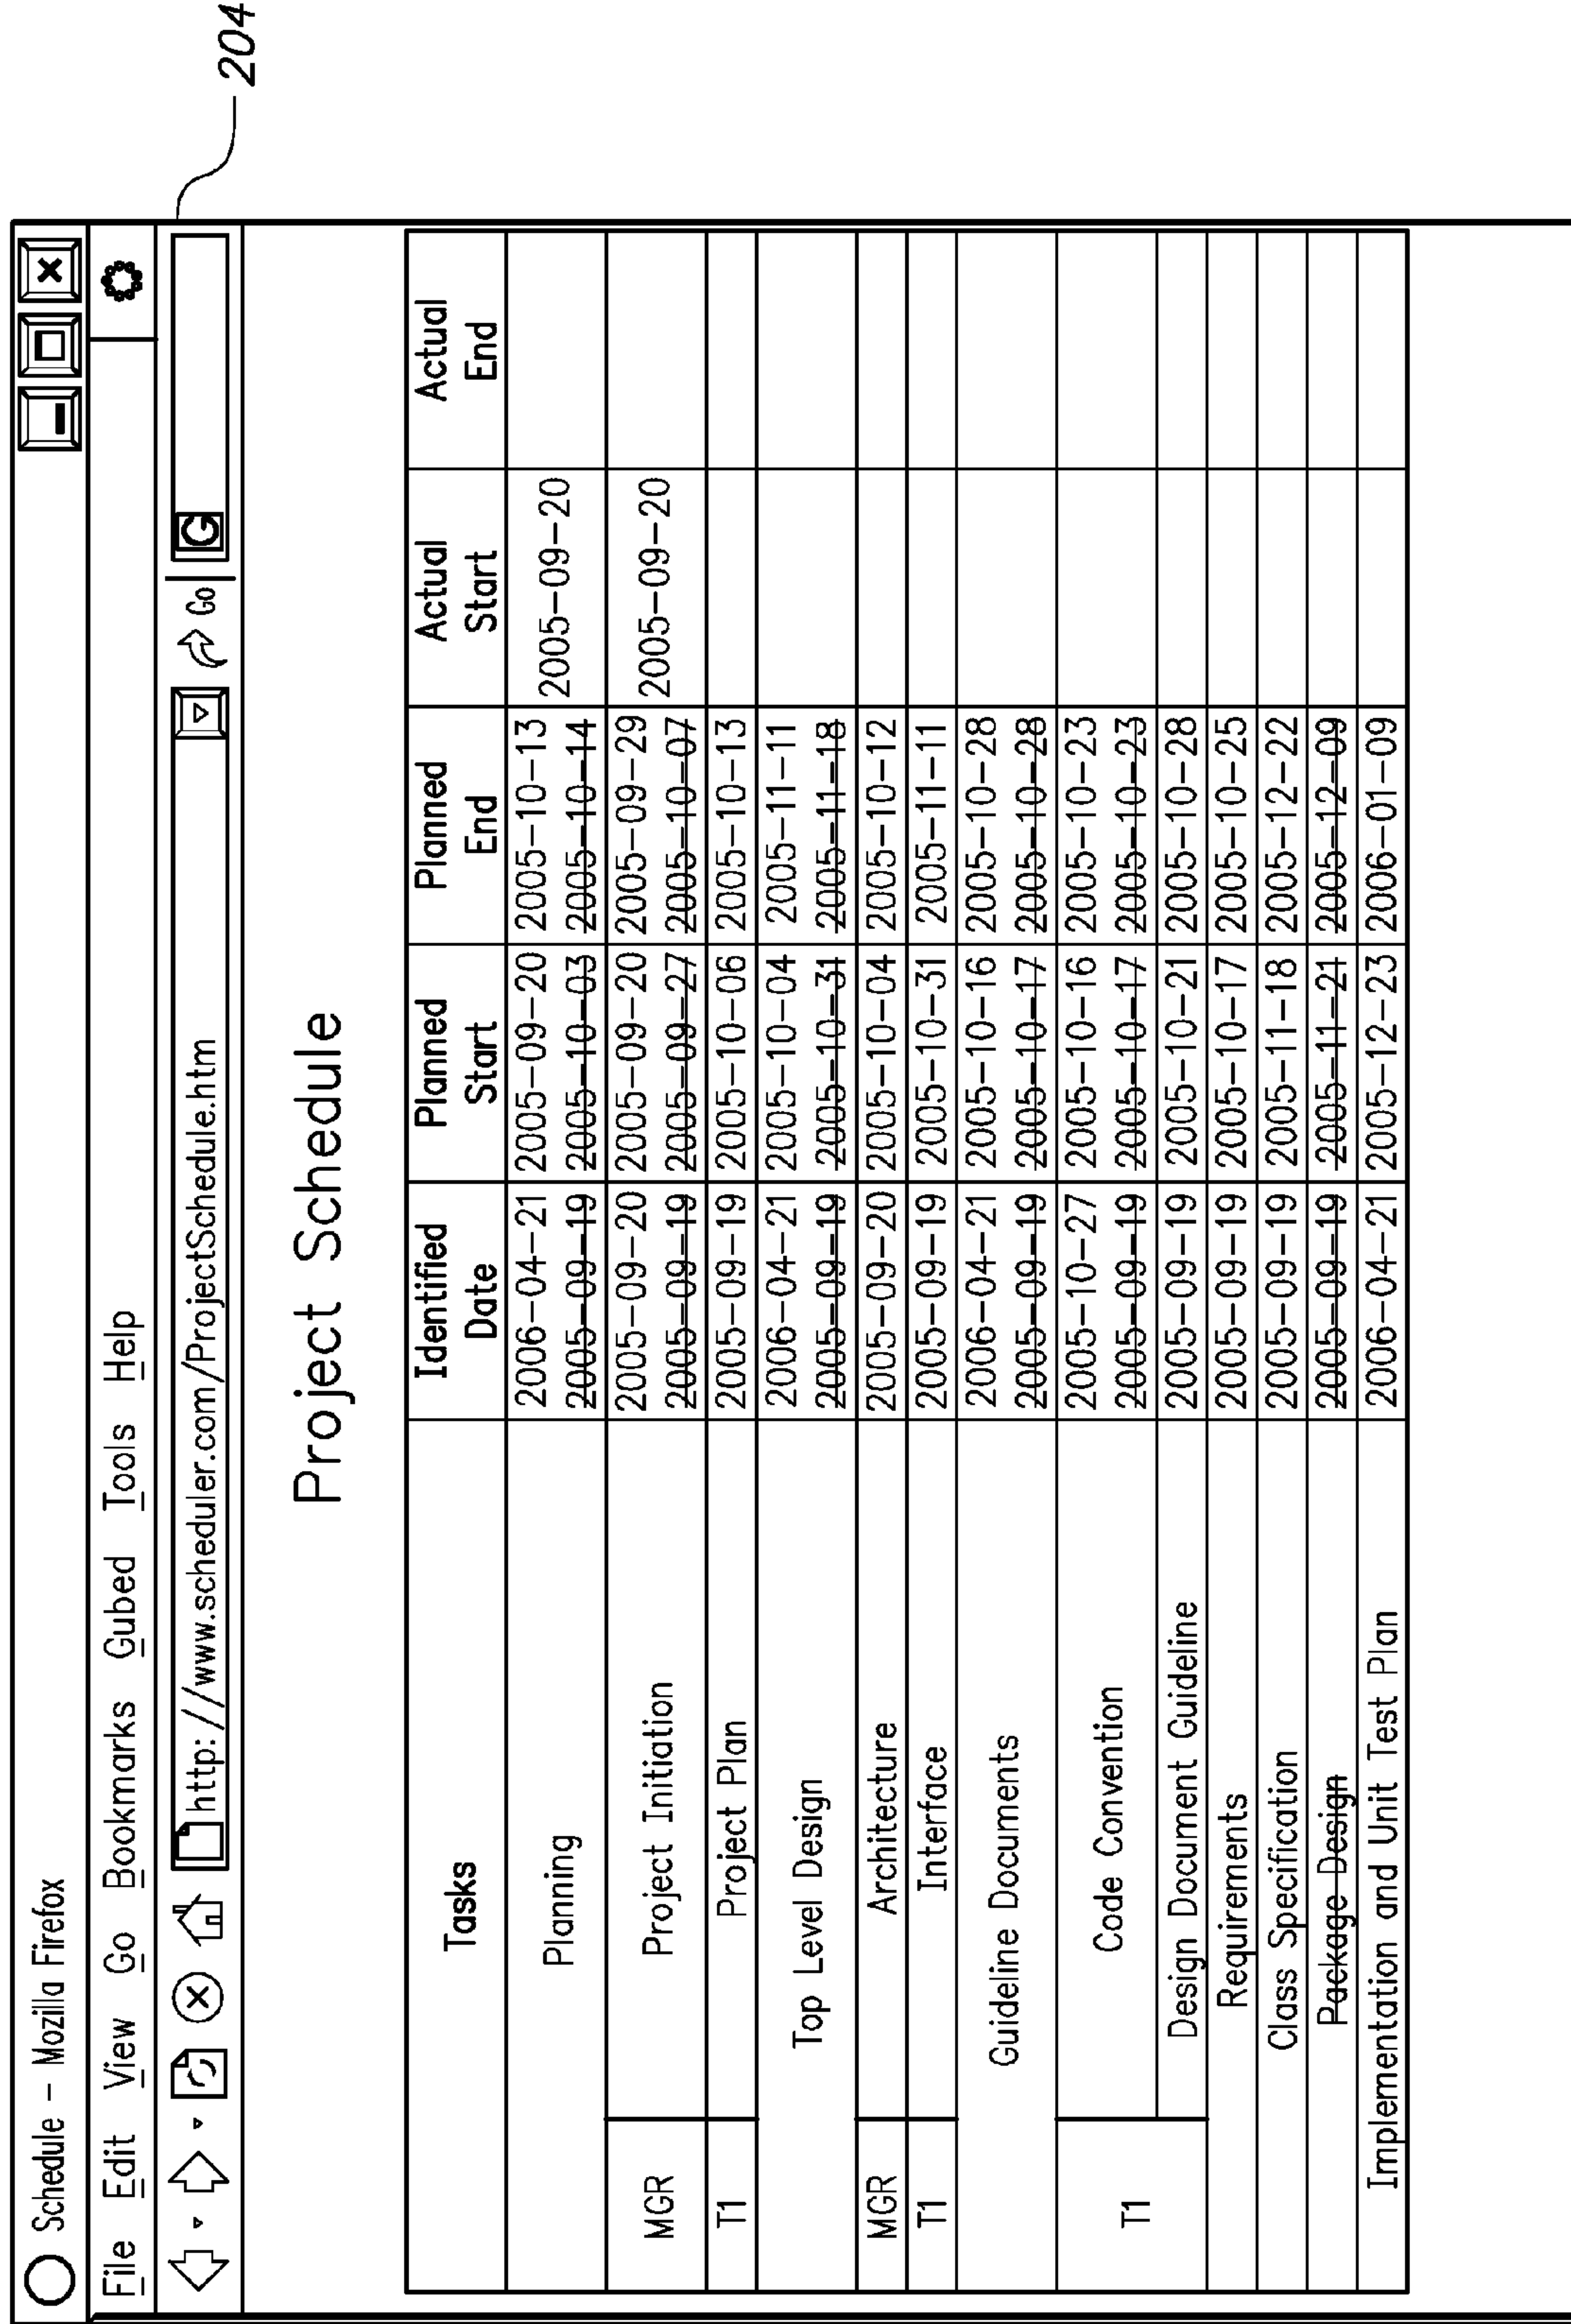 204
Schedule – Mozilla Firefox
File Edit View Go Bookmarks Gubed Tools Help
http://www.scheduler.com/ProjectSchedule.htm Go G
Project Schedule
Tasks Identified Date Planned Start Planned End Actual Start Actual End
Planning 2006–04–21 2005–09–20 2005–10–13 2005–09–20
2005–09–19 2005–10–03 2005–10–14
MGR Project Initiation 2005–09–20 2005–09–20 2005–09–29 2005–09–20
2005–09–19 2005–09–27 2005–10–07
T1 Project Plan 2005–09–19 2005–10–06 2005–10–13
Top Level Design 2006–04–21 2005–10–04 2005–11–11
2005–09–19 2005–10–31 2005–11–18
MGR Architecture 2005–09–20 2005–10–04 2005–10–12
T1 Interface 2005–09–19 2005–10–31 2005–11–11
Guideline Documents 2006–04–21 2005–10–16 2005–10–28
2005–09–19 2005–10–17 2005–10–28
T1 Code Convention 2005–10–27 2005–10–16 2005–10–23
2005–09–19 2005–10–17 2005–10–23
Design Document Guideline 2005–09–19 2005–10–21 2005–10–28
Requirements 2005–09–19 2005–10–17 2005–10–25
Class Specification 2005–09–19 2005–11–18 2005–12–22
Package Design 2005–09–19 2005–11–21 2005–12–09
Implementation and Unit Test Plan 2006–04–21 2005–12–23 2006–01–09